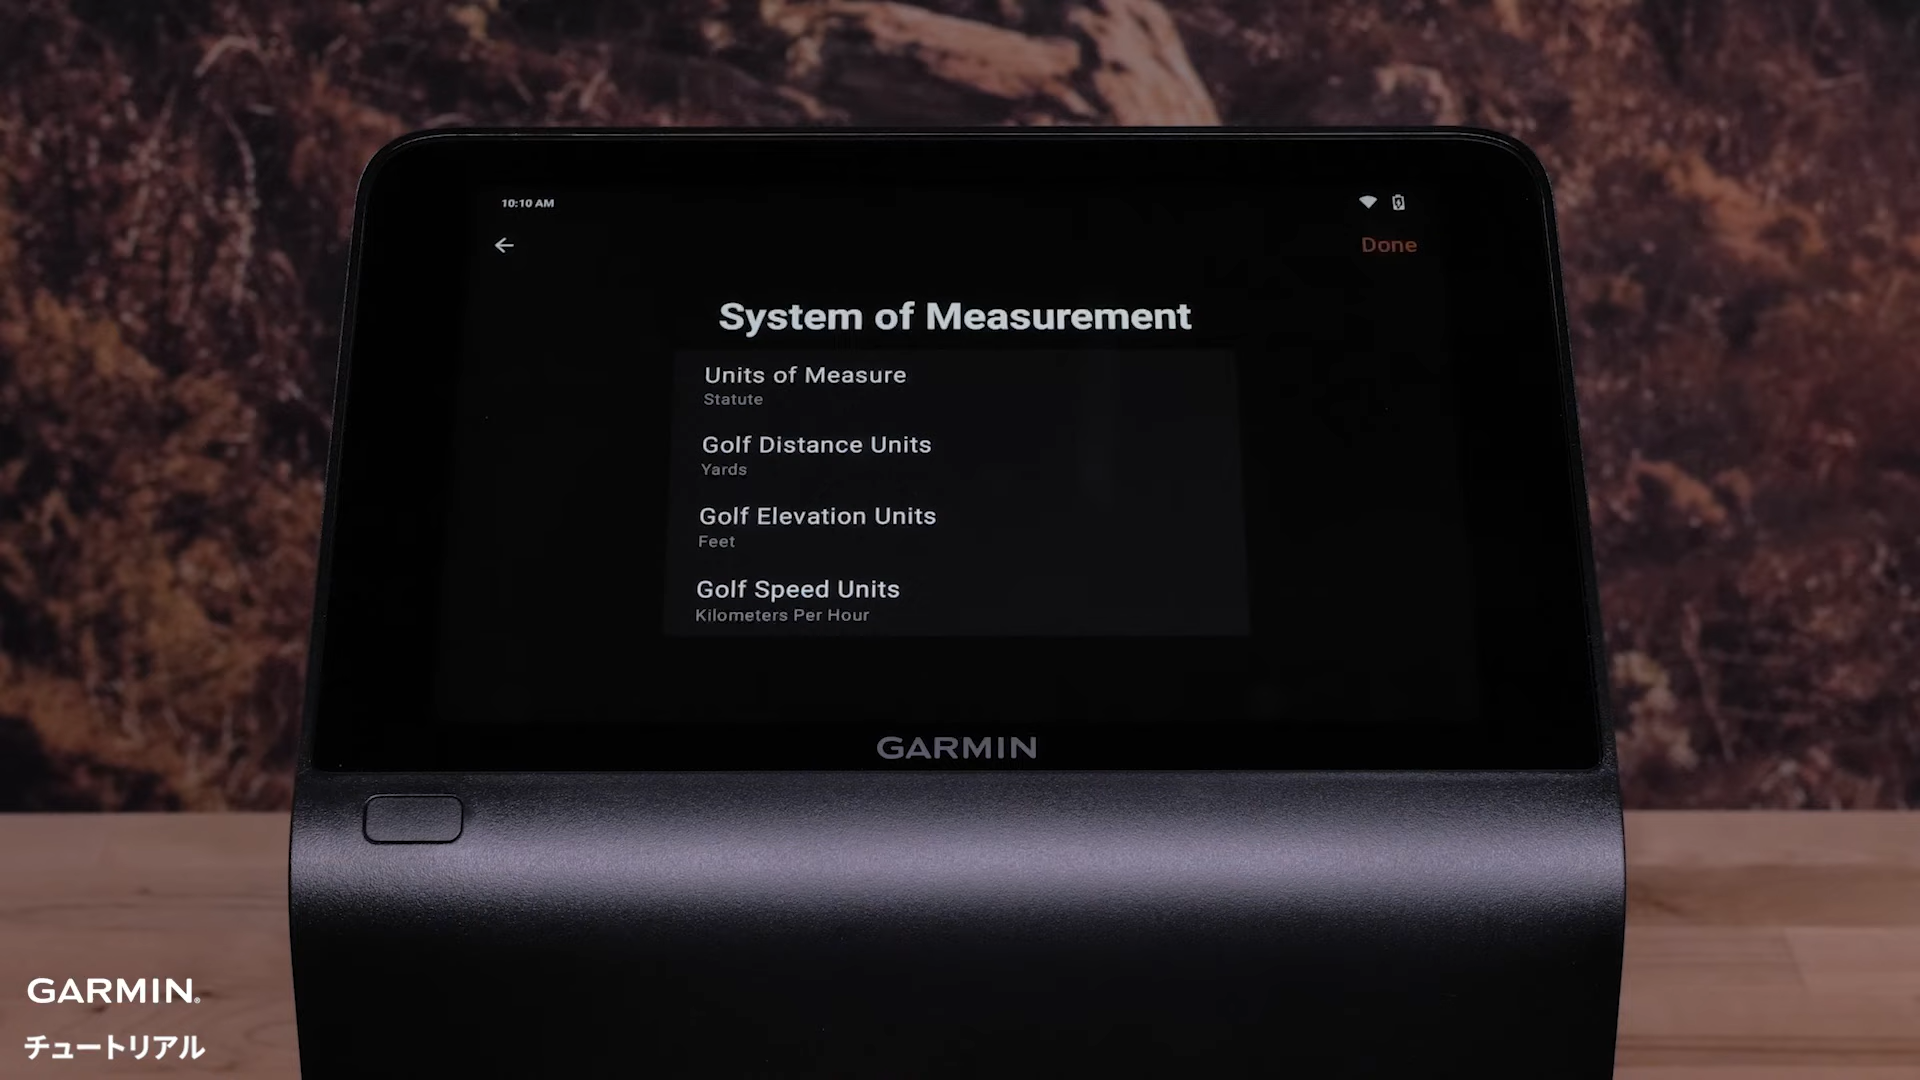 10:10 AM
Done
System of Measurement
Units of Measure
Statute
Golf Distance Units
Yards
Golf Elevation Units
Feet
Golf Speed Units
Kilometers Per Hour
GARMIN
GARMIN®
チュートリアル